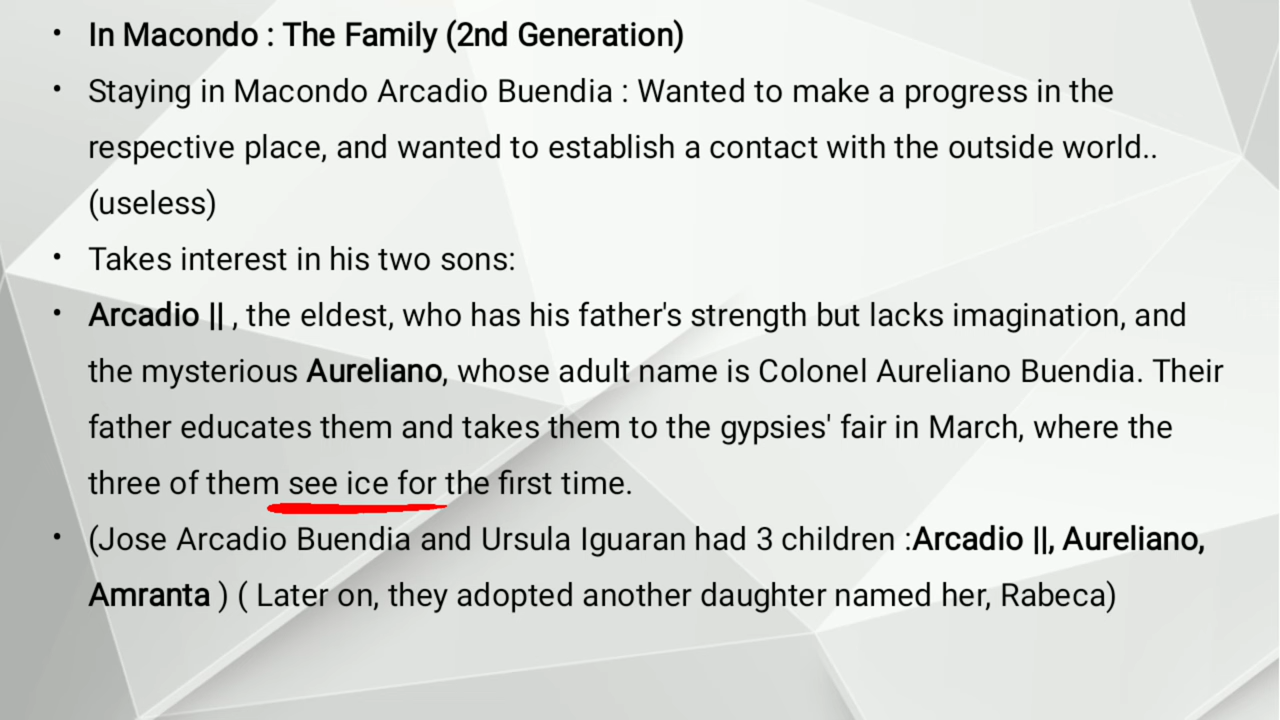 • In Macondo : The Family (2nd Generation)
• Staying in Macondo Arcadio Buendia : Wanted to make a progress in the
respective place, and wanted to establish a contact with the outside world..
(useless)
• Takes interest in his two sons:
• Arcadio || , the eldest, who has his father's strength but lacks imagination, and
the mysterious Aureliano, whose adult name is Colonel Aureliano Buendia. Their
father educates them and takes them to the gypsies' fair in March, where the
three of them see ice for the first time.
• (Jose Arcadio Buendia and Ursula Iguaran had 3 children :Arcadio ||, Aureliano,
Amranta ) ( Later on, they adopted another daughter named her, Rabeca)